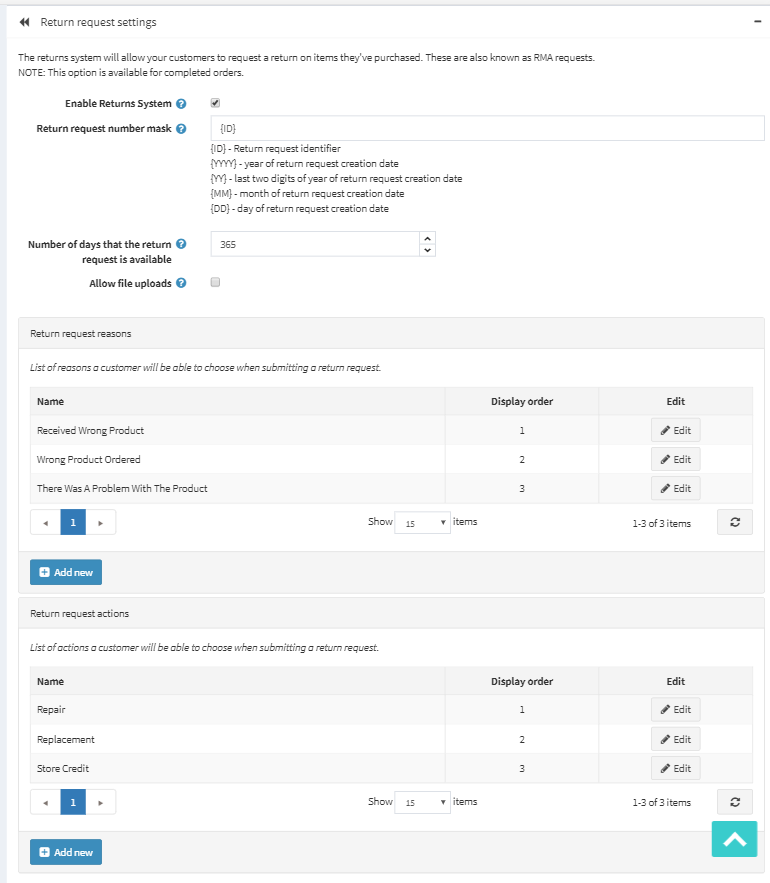 Return request settings
The returns system will allow your customers to request a return on items they've purchased. These are also known as RMA requests.
NOTE: This option is available for completed orders.
Enable Returns System ?
Return request number mask ? {ID}
{ID} - Return request identifier
{YYYY} - year of return request creation date
{YY} - last two digits of year of return request creation date
{MM} - month of return request creation date
{DD} - day of return request creation date
Number of days that the return ? 365
request is available
Allow file uploads ?
Return request reasons
List of reasons a customer will be able to choose when submitting a return request.
Name Display order Edit
Received Wrong Product 1 Edit
Wrong Product Ordered 2 Edit
There Was A Problem With The Product 3 Edit
1 Show 15 items 1-3 of 3 items
Add new
Return request actions
List of actions a customer will be able to choose when submitting a return request.
Name Display order Edit
Repair 1 Edit
Replacement 2 Edit
Store Credit 3 Edit
1 Show 15 items 1-3 of 3 items
Add new